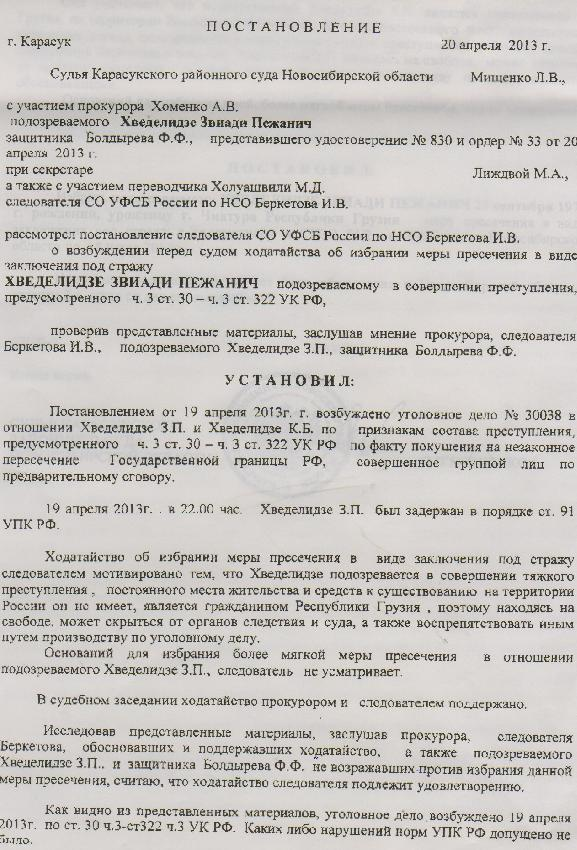 П О С Т А Н О В Л Е Н И Е
г. Карасук 20 апреля 2013 г.
Судья Карасукского районного суда Новосибирской области Мищенко Л.В.,
с участием прокурора Хоменко А.В.
подозреваемого Хведелидзе Звиади Пежанич
защитника Болдырева Ф.Ф., представившего удостоверение № 830 и ордер № 33 от 20
апреля 2013 г.
при секретаре Лиждвой М.А.,
а также с участием переводчика Холуашвили М.Д.
следователя СО УФСБ России по НСО Беркетова И.В.
рассмотрел постановление следователя СО УФСБ России по НСО Беркетова И.В.
о возбуждении перед судом ходатайства об избрании меры пресечения в виде
заключения под стражу
ХВЕДЕЛИДЗЕ ЗВИАДИ ПЕЖАНИЧ подозреваемому в совершении преступления,
предусмотренного ч. 3 ст. 30 – ч. 3 ст. 322 УК РФ,
проверив представленные материалы, заслушав мнение прокурора, следователя
Беркетова И.В., подозреваемого Хведелидзе З.П., защитника Болдырева Ф.Ф.
У С Т А Н О В И Л:
Постановлением от 19 апреля 2013г. г. возбуждено уголовное дело № 30038 в
отношении Хведелидзе З.П. и Хведелидзе К.Б. по признакам состава преступления,
предусмотренного ч. 3 ст. 30 – ч. 3 ст. 322 УК РФ по факту покушения на незаконное
пересечение Государственной границы РФ, совершенное группой лиц по
предварительному сговору.
19 апреля 2013г. . в 22.00 час. Хведелидзе З.П. был задержан в порядке ст. 91
УПК РФ.
Ходатайство об избрании меры пресечения в виде заключения под стражу
следователем мотивировано тем, что Хведелидзе подозревается в совершении тяжкого
преступления , постоянного места жительства и средств к существованию на территории
России он не имеет, является гражданином Республики Грузия , поэтому находясь на
свободе, может скрыться от органов следствия и суда, а также воспрепятствовать иным
путем производству по уголовному делу.
Оснований для избрания более мягкой меры пресечения в отношении
подозреваемого Хведелидзе З.П., следователь не усматривает.
В судебном заседании ходатайство прокурором и следователем поддержано.
Исследовав представленные материалы, заслушав прокурора, следователя
Беркетова, обосновавших и поддержавших ходатайство, а также подозреваемого
Хведелидзе З.П.. и защитника Болдырева Ф.Ф. не возражавших против избрания данной
меры пресечения, считаю, что ходатайство следователя подлежит удовлетворению.
Как видно из представленных материалов, уголовное дело возбуждено 19 апреля
2013г. по ст. 30 ч.3-ст322 ч.3 УК РФ. Каких либо нарушений норм УПК РФ допущено не
было.